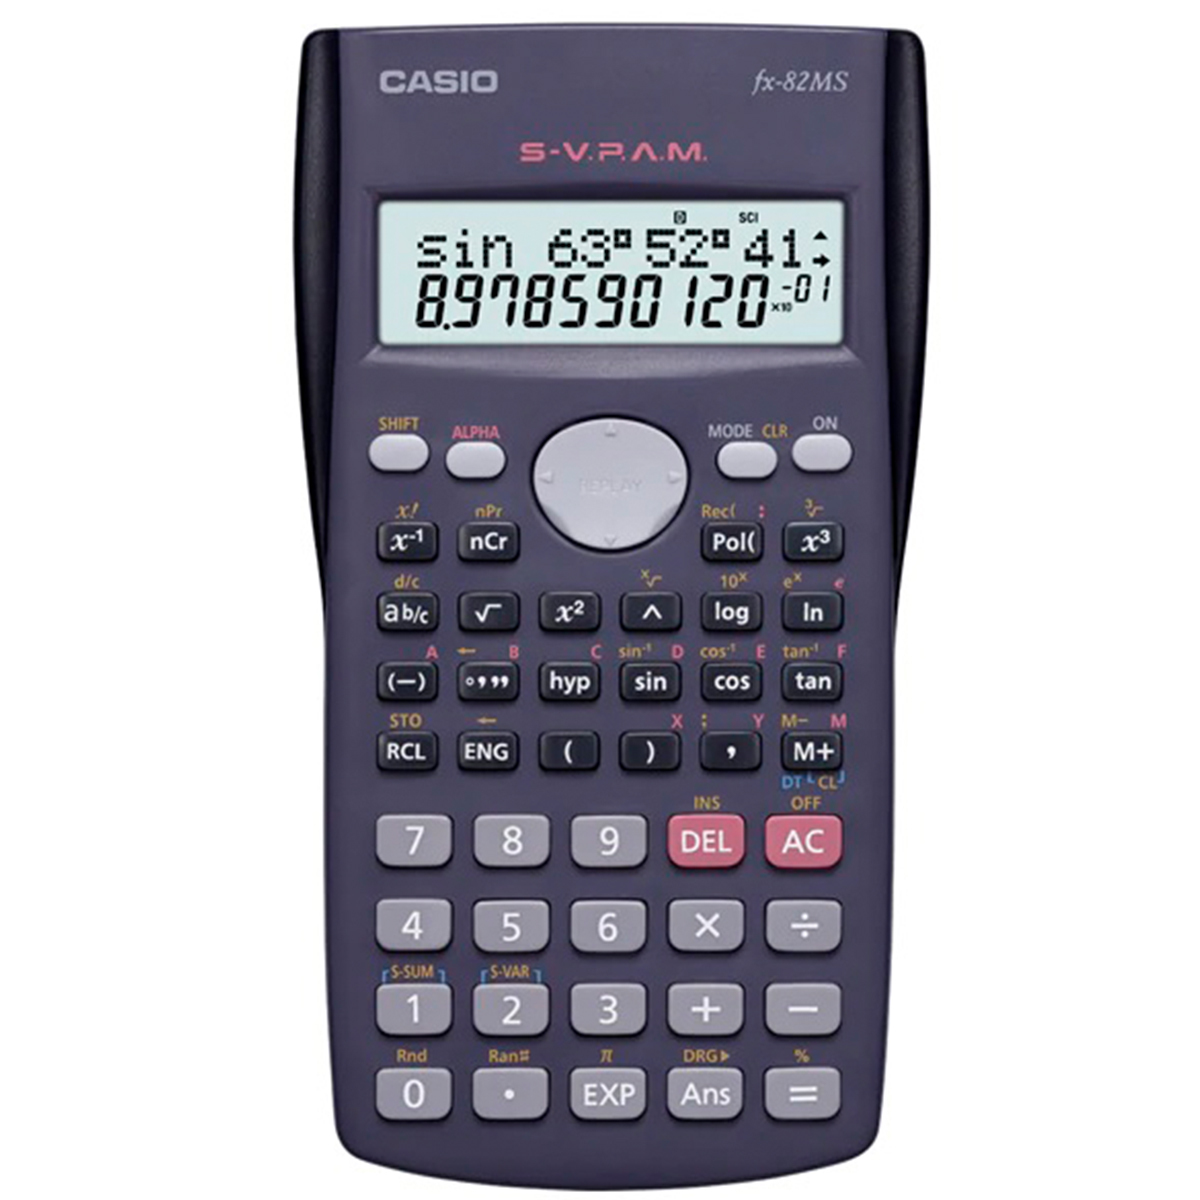 CASIO fx-82MS
S-V.P.A.M.
D SCI
sin 63°52°41
8.978590120×10-01
SHIFT ALPHA MODE CLR ON
REPLAY
x! nPr Rec( : ³√
x-1 nCr Pol( x³
d/c x√ 10x ex e
ab/c √ x² ^ log ln
A ← B C sin-1 D cos-1 E tan-1 F
(−) °,,, hyp sin cos tan
STO ← X ; Y M− M
RCL ENG ( ) , M+
DT CL
INS OFF
7 8 9 DEL AC
4 5 6 × ÷
S-SUM S-VAR
1 2 3 + −
Rnd Ran# π DRG▶ %
0 . EXP Ans =